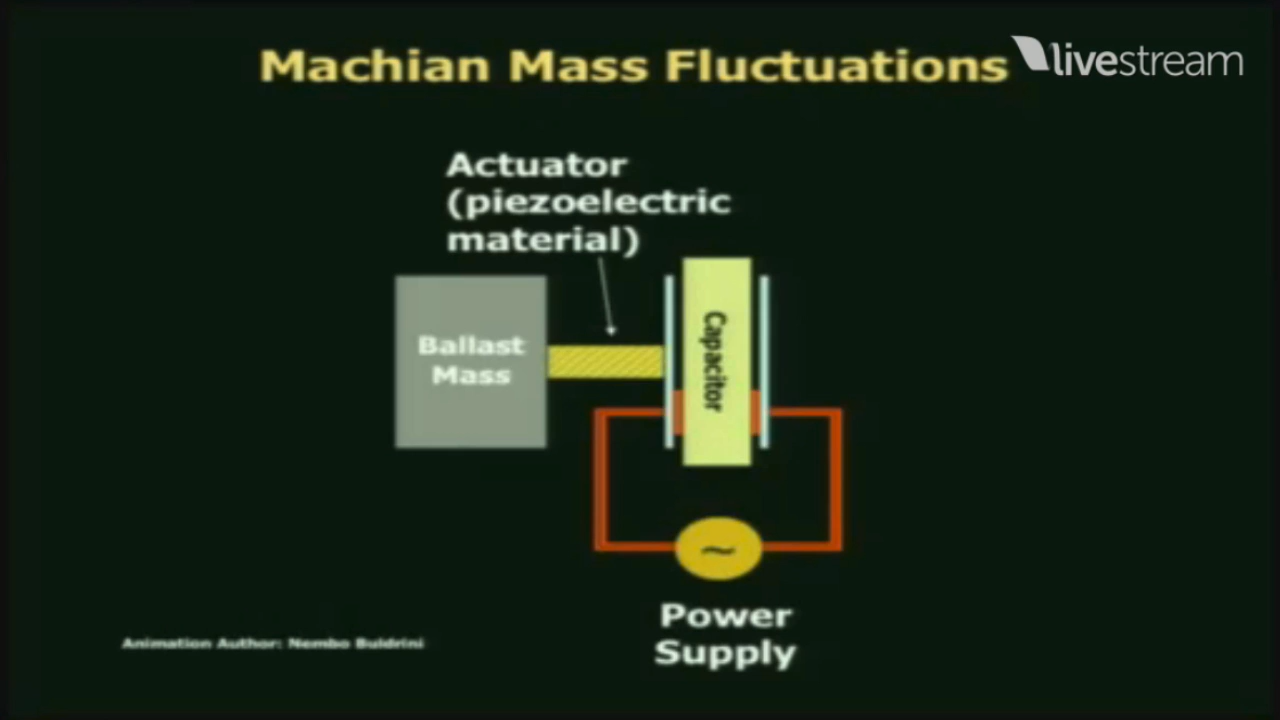 Machian Mass Fluctuations
livestream
Actuator
(piezoelectric
material)
Ballast
Mass
Capacitor
~
Power
Supply
Animation Author: Nembo Buldrini